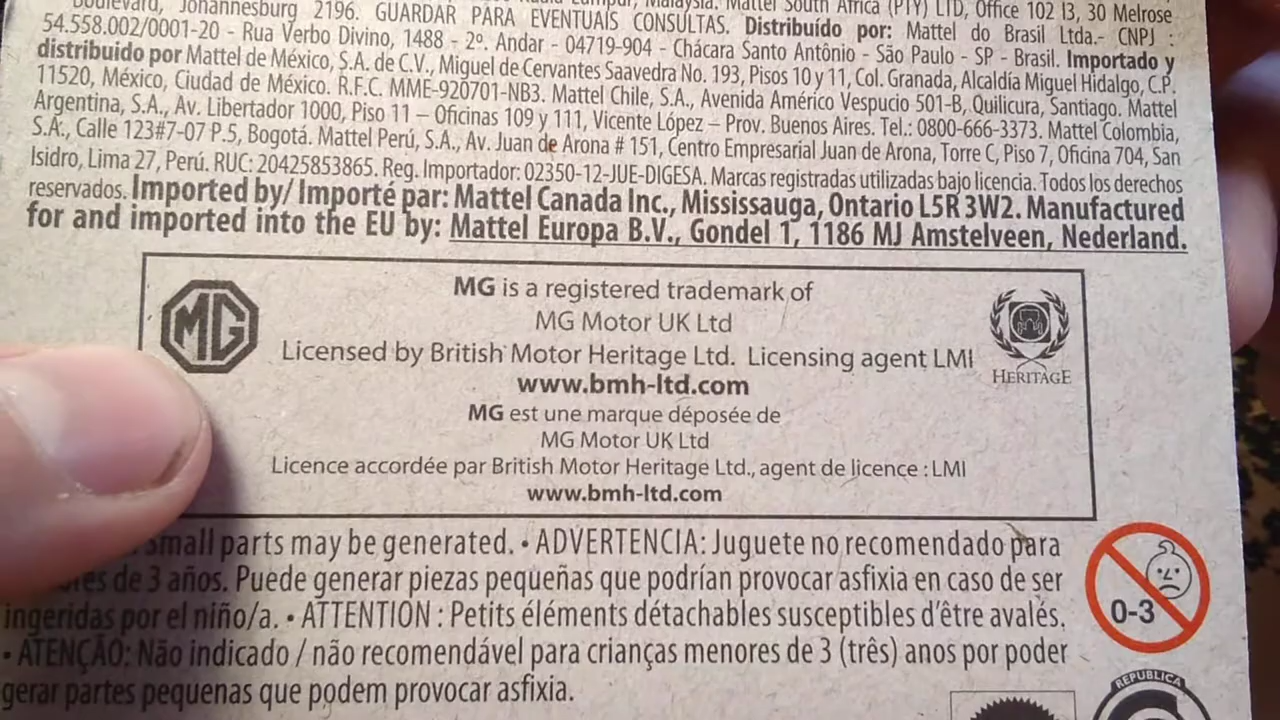 Boulevard, Johannesburg 2196. GUARDAR PARA EVENTUAIS CONSULTAS. Distribuído por: Mattel do Brasil Ltda.- CNPJ :
Malaysia. Mattel South Africa (PTY) LTD, Office 102 I3, 30 Melrose
54.558.002/0001-20 - Rua Verbo Divino, 1488 - 2º. Andar - 04719-904 - Chácara Santo Antônio - São Paulo - SP - Brasil. Importado y
distribuido por Mattel de México, S.A. de C.V., Miguel de Cervantes Saavedra No. 193, Pisos 10 y 11, Col. Granada, Alcaldía Miguel Hidalgo, C.P.
11520, México, Ciudad de México. R.F.C. MME-920701-NB3. Mattel Chile, S.A., Avenida Américo Vespucio 501-B, Quilicura, Santiago. Mattel
Argentina, S.A., Av. Libertador 1000, Piso 11 – Oficinas 109 y 111, Vicente López – Prov. Buenos Aires. Tel.: 0800-666-3373. Mattel Colombia,
S.A., Calle 123#7-07 P.5, Bogotá. Mattel Perú, S.A., Av. Juan de Arona # 151, Centro Empresarial Juan de Arona, Torre C, Piso 7, Oficina 704, San
Isidro, Lima 27, Perú. RUC: 20425853865. Reg. Importador: 02350-12-JUE-DIGESA. Marcas registradas utilizadas bajo licencia. Todos los derechos
reservados. Imported by/ Importé par: Mattel Canada Inc., Mississauga, Ontario L5R 3W2. Manufactured
for and imported into the EU by: Mattel Europa B.V., Gondel 1, 1186 MJ Amstelveen, Nederland.
MG
MG is a registered trademark of
MG Motor UK Ltd
Licensed by British Motor Heritage Ltd. Licensing agent LMI
www.bmh-ltd.com
MG est une marque déposée de
MG Motor UK Ltd
Licence accordée par British Motor Heritage Ltd., agent de licence : LMI
www.bmh-ltd.com
HERITAGE
Small parts may be generated. • ADVERTENCIA: Juguete no recomendado para
de 3 años. Puede generar piezas pequeñas que podrían provocar asfixia en caso de ser
ingeridas por el niño/a. • ATTENTION : Petits éléments détachables susceptibles d'être avalés.
• ATENÇÃO: Não indicado / não recomendável para crianças menores de 3 (três) anos por poder
gerar partes pequenas que podem provocar asfixia.
0-3
REPUBLICA